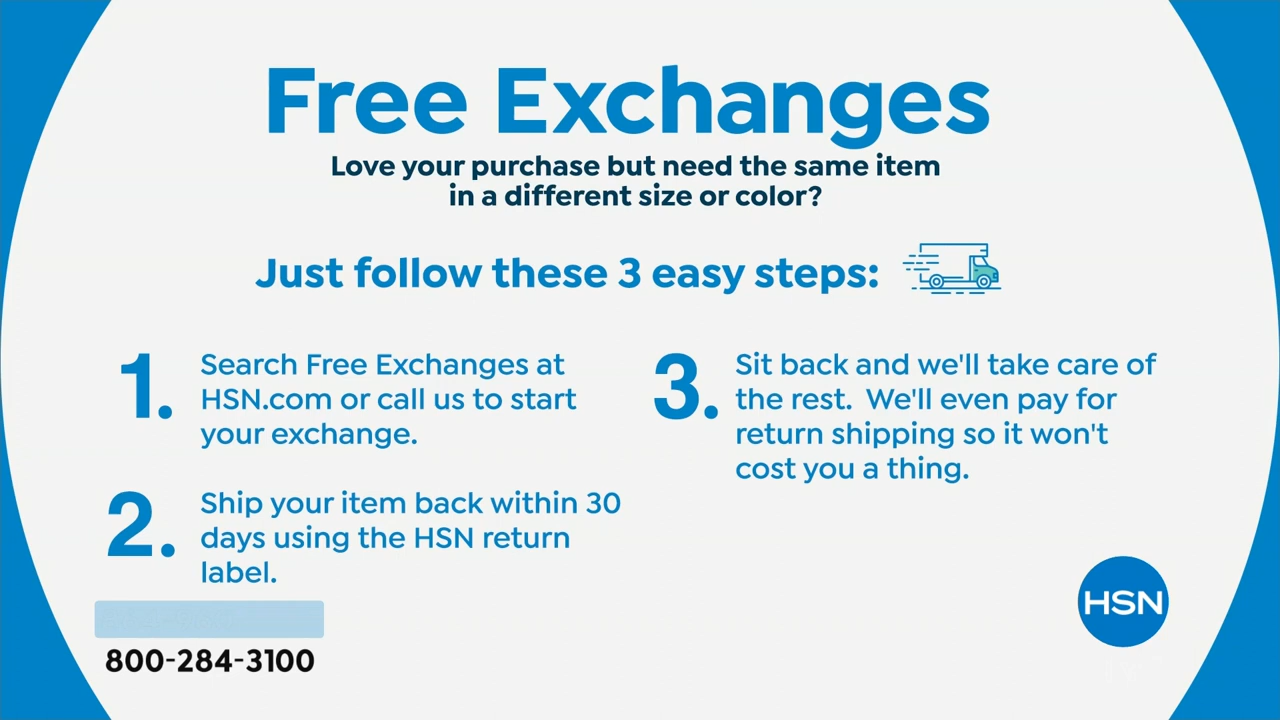 Free Exchanges
Love your purchase but need the same item
in a different size or color?
Just follow these 3 easy steps:
1. Search Free Exchanges at
HSN.com or call us to start
your exchange.
2. Ship your item back within 30
days using the HSN return
label.
3. Sit back and we'll take care of
the rest. We'll even pay for
return shipping so it won't
cost you a thing.
800-284-3100
HSN